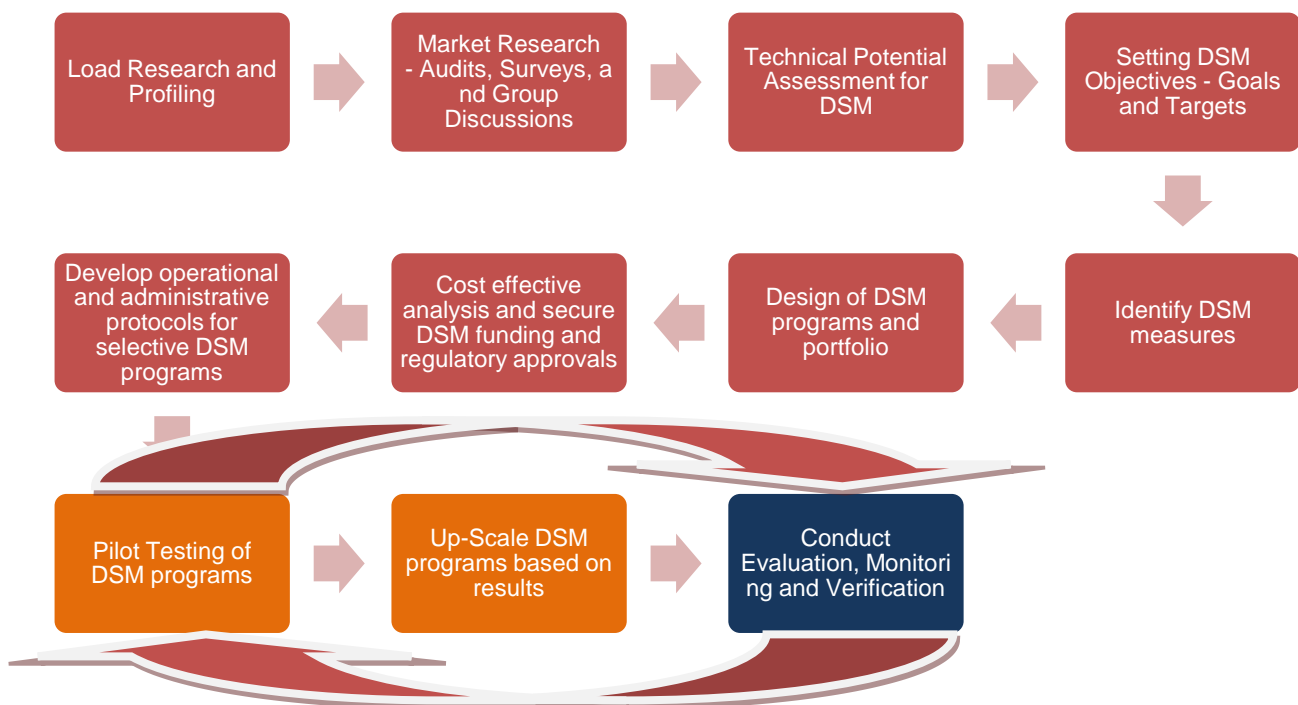 Load Research and
Profiling
Market Research
- Audits, Surveys, a
nd Group
Discussions
Technical Potential
Assessment for
DSM
Setting DSM
Objectives - Goals
and Targets
Identify DSM
measures
Design of DSM
programs and
portfolio
Cost effective
analysis and secure
DSM funding and
regulatory approvals
Develop operational
and administrative
protocols for
selective DSM
programs
Pilot Testing of
DSM programs
Up-Scale DSM
programs based on
results
Conduct
Evaluation, Monitori
ng and Verification